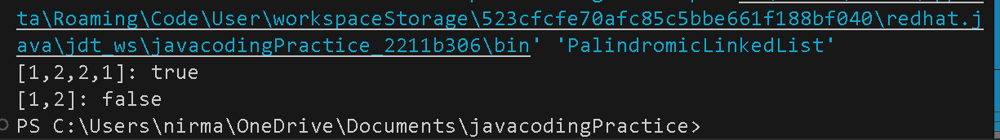 ta\Roaming\Code\User\workspaceStorage\523cfcfe70afc85c5bbe661f188bf040\redhat.j
ava\jdt_ws\javacodingPractice_2211b306\bin' 'PalindromicLinkedList'
[1,2,2,1]: true
[1,2]: false
PS C:\Users\nirma\OneDrive\Documents\javacodingPractice>